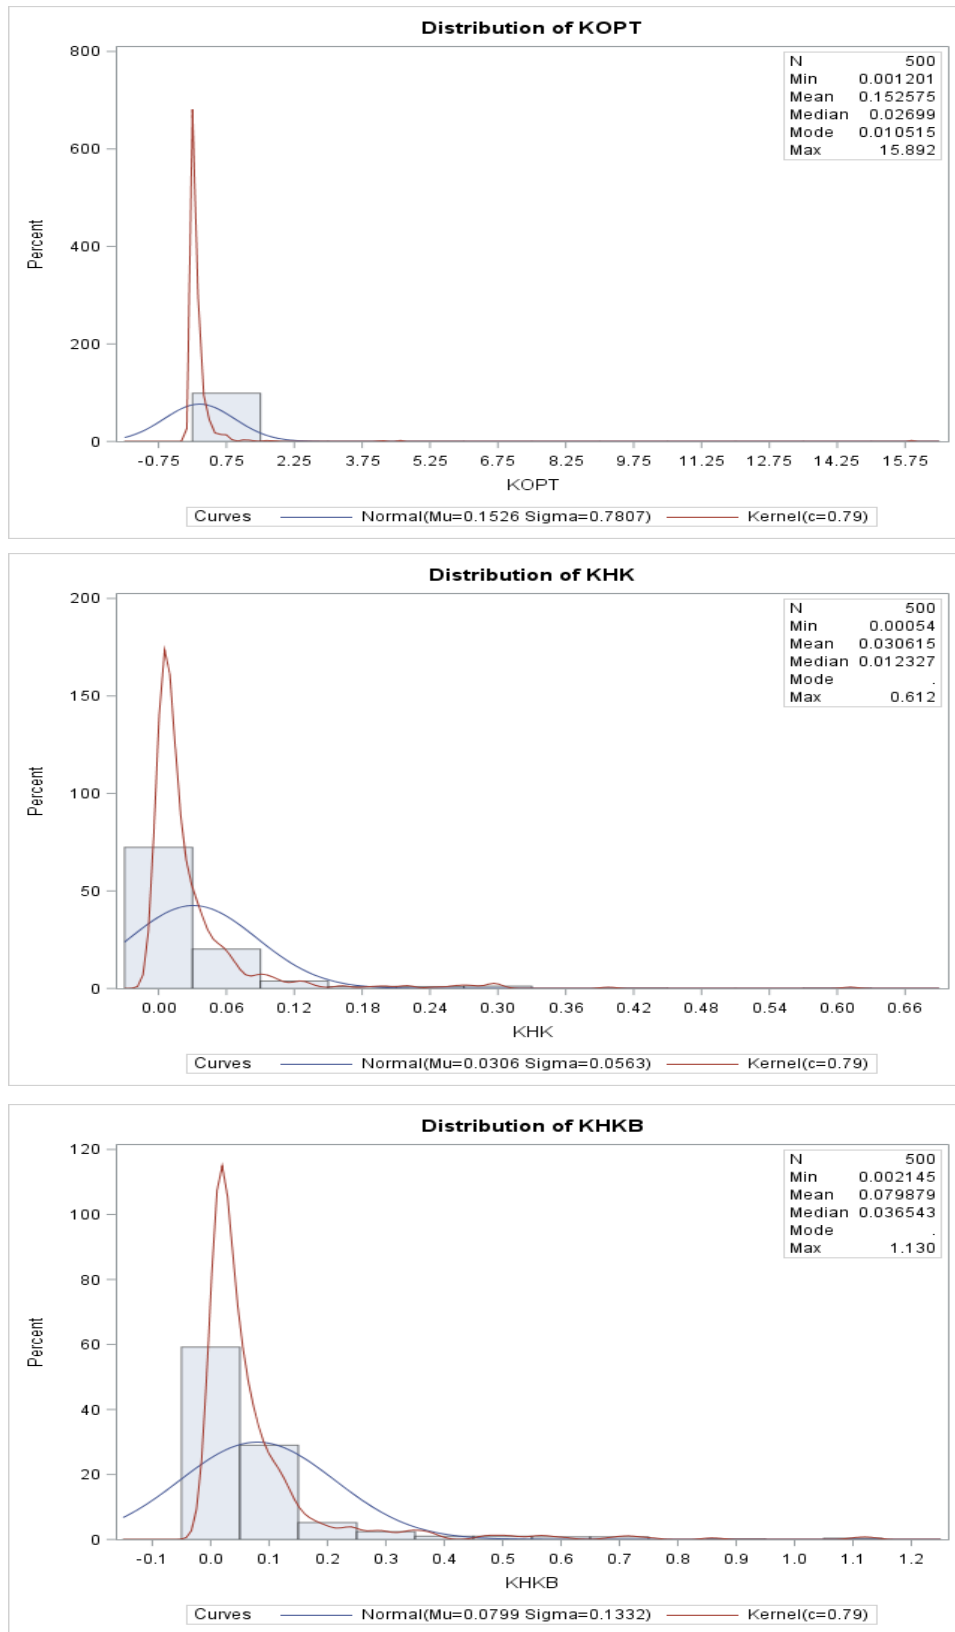 Distribution of KOPT
800
600
400
200
0
Percent
N 500
Min 0.001201
Mean 0.152575
Median 0.02699
Mode 0.010515
Max 15.892
-0.75 0.75 2.25 3.75 5.25 6.75 8.25 9.75 11.25 12.75 14.25 15.75
KOPT
Curves Normal(Mu=0.1526 Sigma=0.7807) Kernel(c=0.79)
Distribution of KHK
200
150
100
50
0
Percent
N 500
Min 0.00054
Mean 0.030615
Median 0.012327
Mode .
Max 0.612
0.00 0.06 0.12 0.18 0.24 0.30 0.36 0.42 0.48 0.54 0.60 0.66
KHK
Curves Normal(Mu=0.0306 Sigma=0.0563) Kernel(c=0.79)
Distribution of KHKB
120
100
80
60
40
20
0
Percent
N 500
Min 0.002145
Mean 0.079879
Median 0.036543
Mode .
Max 1.130
-0.1 0.0 0.1 0.2 0.3 0.4 0.5 0.6 0.7 0.8 0.9 1.0 1.1 1.2
KHKB
Curves Normal(Mu=0.0799 Sigma=0.1332) Kernel(c=0.79)